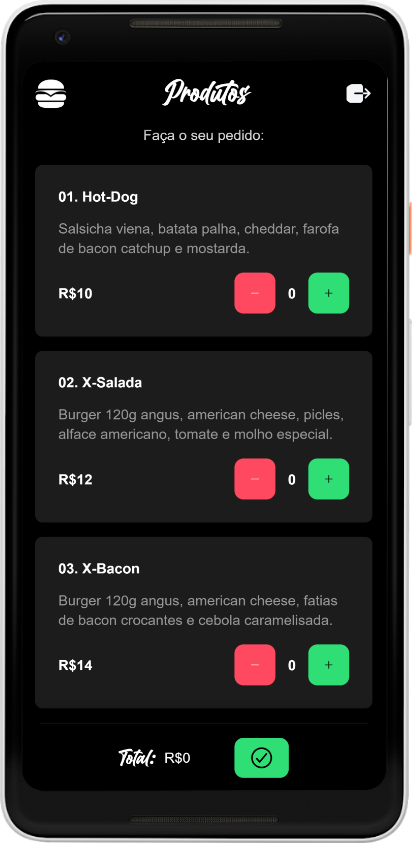 Produtos
Faça o seu pedido:
01. Hot-Dog
Salsicha viena, batata palha, cheddar, farofa
de bacon catchup e mostarda.
R$10 − 0 +
02. X-Salada
Burger 120g angus, american cheese, picles,
alface americano, tomate e molho especial.
R$12 − 0 +
03. X-Bacon
Burger 120g angus, american cheese, fatias
de bacon crocantes e cebola caramelisada.
R$14 − 0 +
Total: R$0